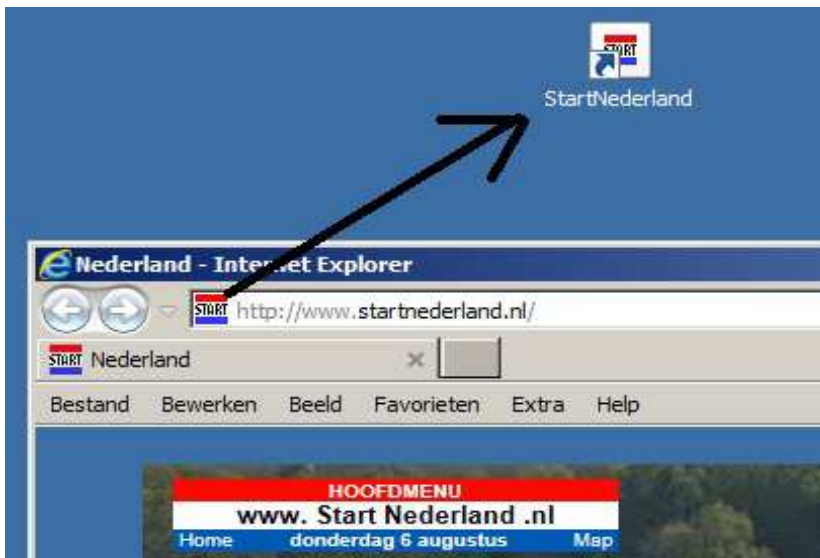 START
StartNederland
Nederland - Internet Explorer
START http://www.startnederland.nl/
START Nederland
Bestand Bewerken Beeld Favorieten Extra Help
HOOFDMENU
www. Start Nederland .nl
Home donderdag 6 augustus Map